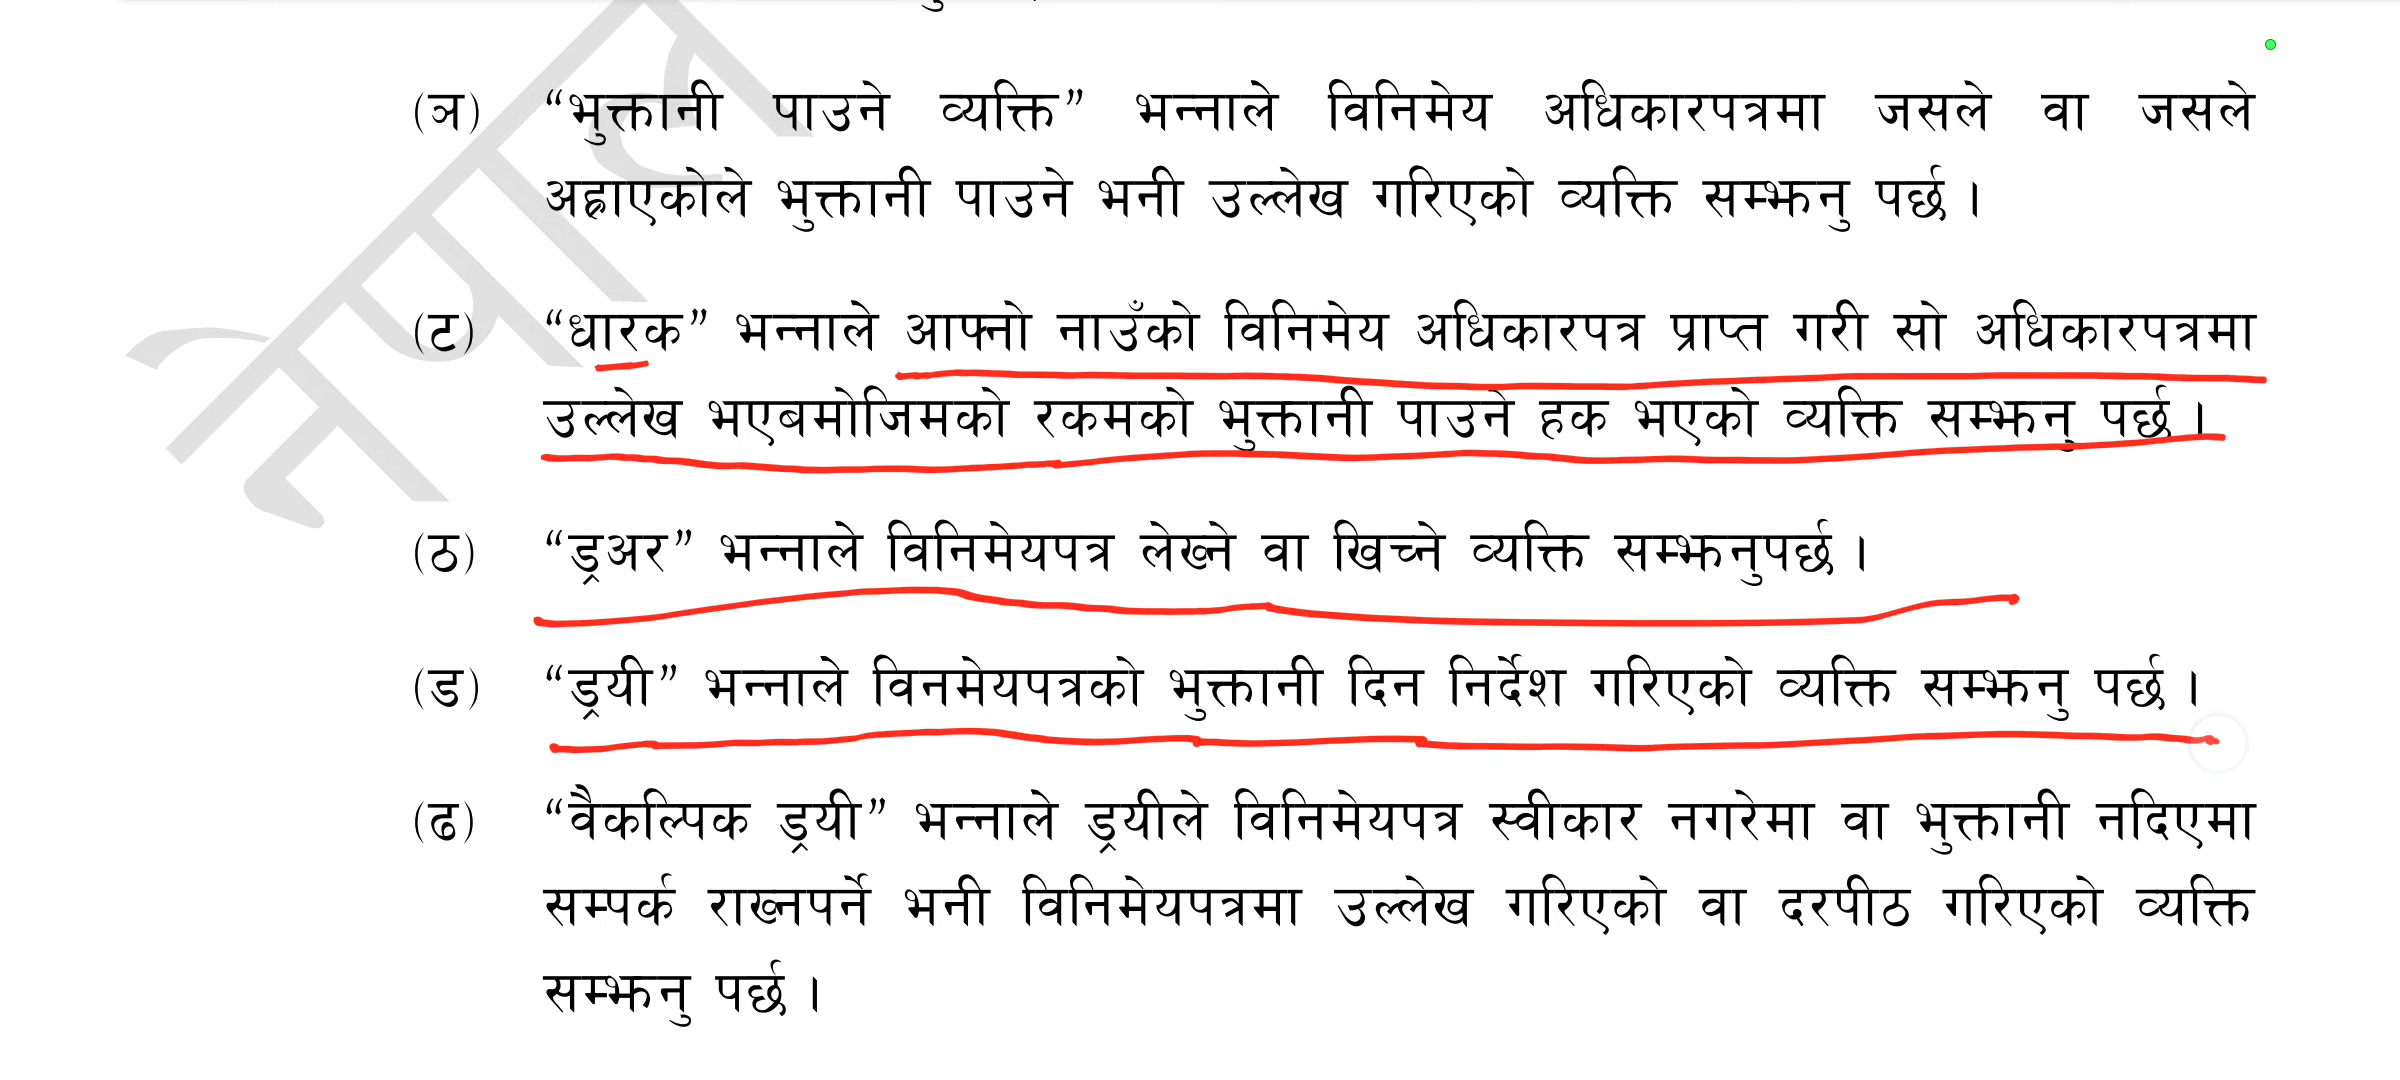 नेपाल
(ञ) “भुक्तानी पाउने व्यक्ति” भन्नाले विनिमेय अधिकारपत्रमा जसले वा जसले
अह्राएकोले भुक्तानी पाउने भनी उल्लेख गरिएको व्यक्ति सम्झनु पर्छ ।
(ट) “धारक” भन्नाले आफ्नो नाउँको विनिमेय अधिकारपत्र प्राप्त गरी सो अधिकारपत्रमा
उल्लेख भएबमोजिमको रकमको भुक्तानी पाउने हक भएको व्यक्ति सम्झनु पर्छ ।
(ठ) “ड्रअर” भन्नाले विनिमेयपत्र लेख्ने वा खिच्ने व्यक्ति सम्झनुपर्छ ।
(ड) “ड्रयी” भन्नाले विनमेयपत्रको भुक्तानी दिन निर्देश गरिएको व्यक्ति सम्झनु पर्छ ।
(ढ) “वैकल्पिक ड्रयी” भन्नाले ड्रयीले विनिमेयपत्र स्वीकार नगरेमा वा भुक्तानी नदिएमा
सम्पर्क राख्नपर्ने भनी विनिमेयपत्रमा उल्लेख गरिएको वा दरपीठ गरिएको व्यक्ति
सम्झनु पर्छ ।